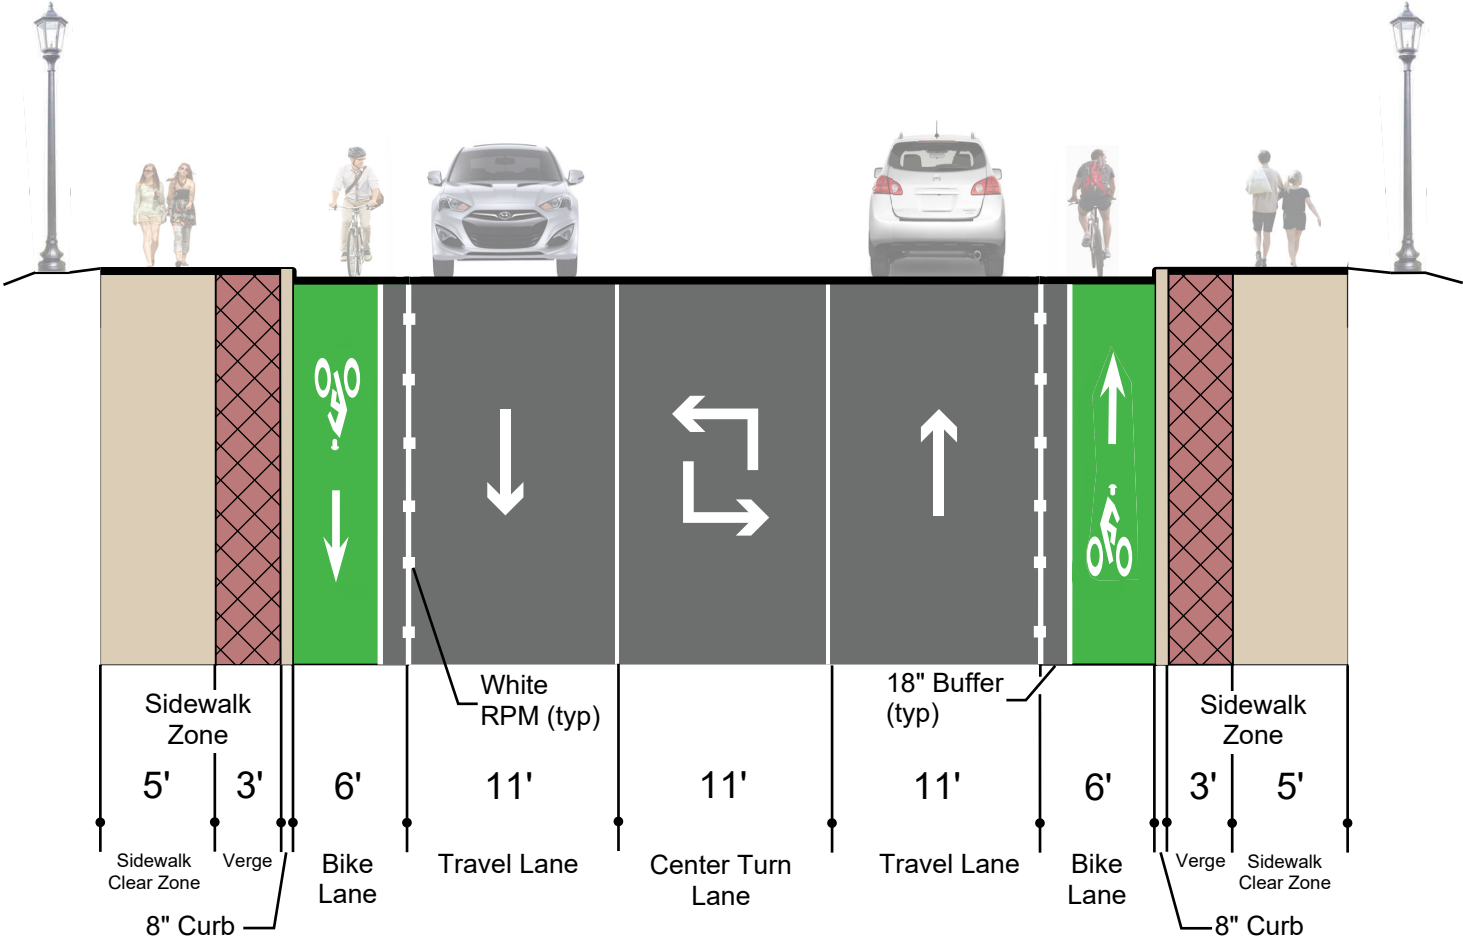 White
RPM (typ)
18" Buffer
(typ)
Sidewalk
Zone
Sidewalk
Zone
5'
3'
6'
11'
11'
11'
6'
3'
5'
Sidewalk
Clear Zone
Verge
Bike
Lane
Travel Lane
Center Turn
Lane
Travel Lane
Bike
Lane
Verge
Sidewalk
Clear Zone
8" Curb
8" Curb